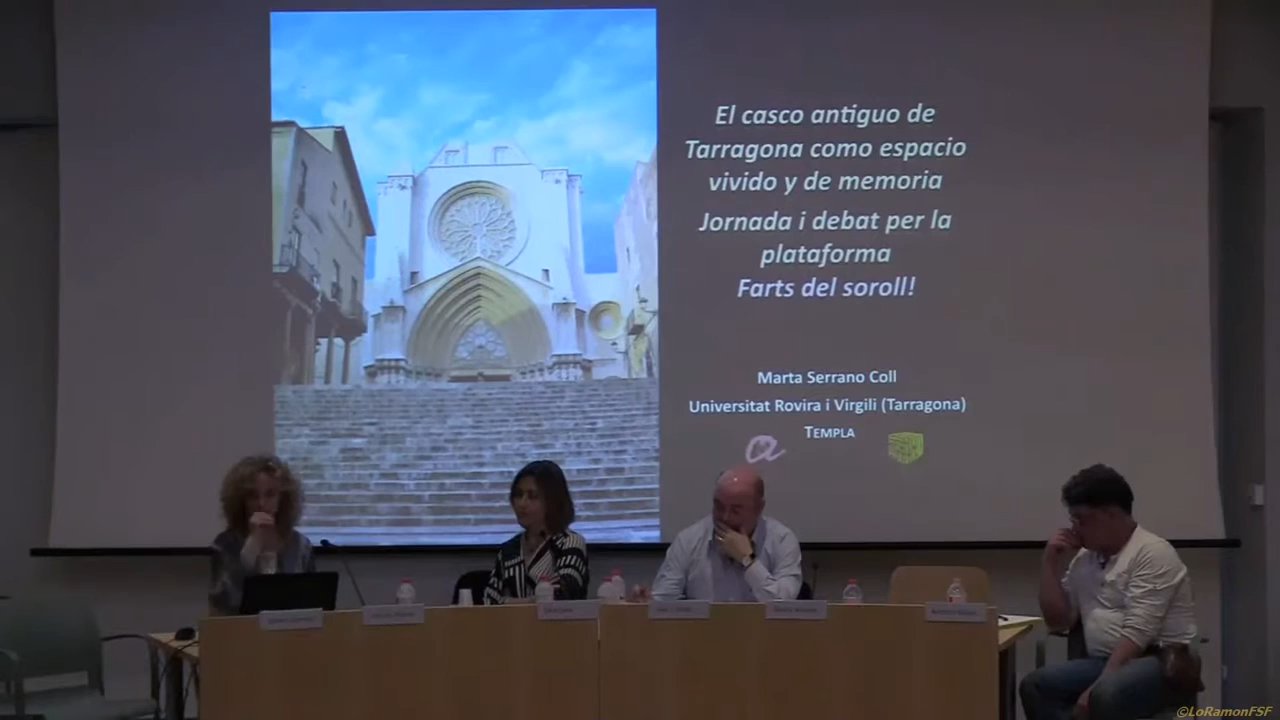 El casco antiguo de
Tarragona como espacio
vivido y de memoria
Jornada i debat per la
plataforma
Farts del soroll!
Marta Serrano Coll
Universitat Rovira i Virgili (Tarragona)
TEMPLA
©LoRamonFSF